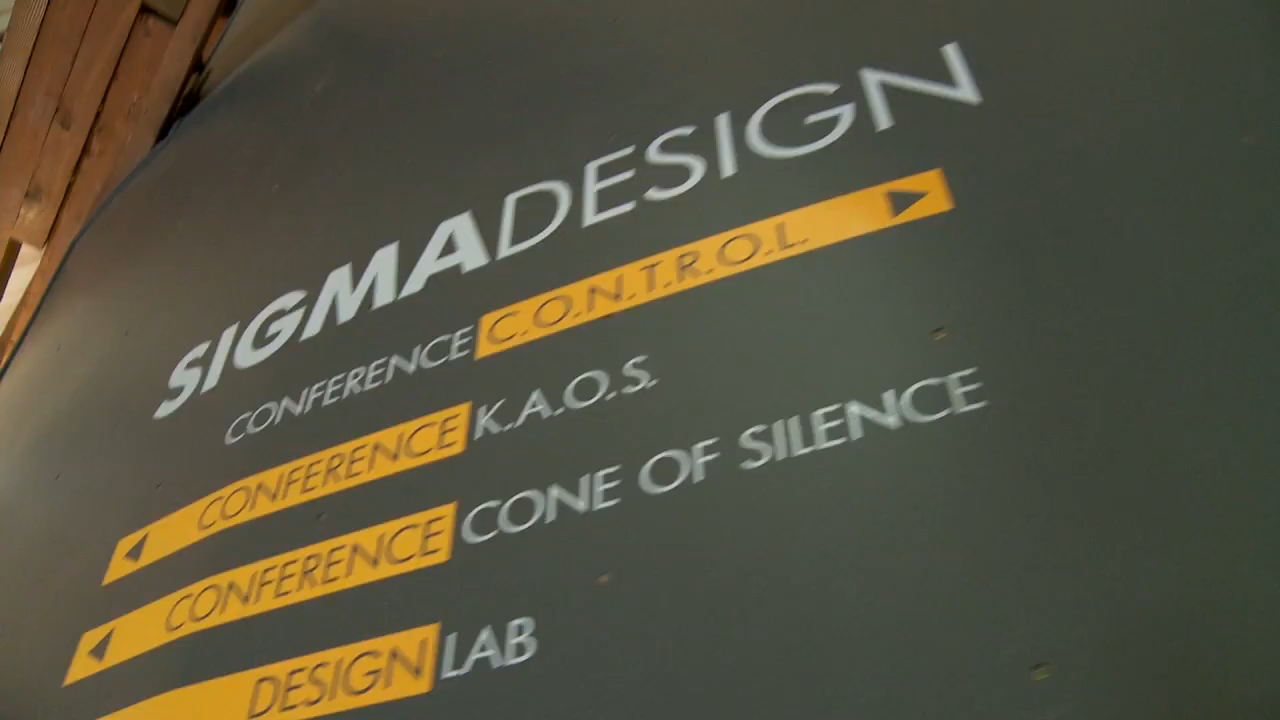 SIGMADESIGN
CONFERENCE C.O.N.T.R.O.L.
CONFERENCE K.A.O.S.
CONFERENCE CONE OF SILENCE
DESIGN LAB